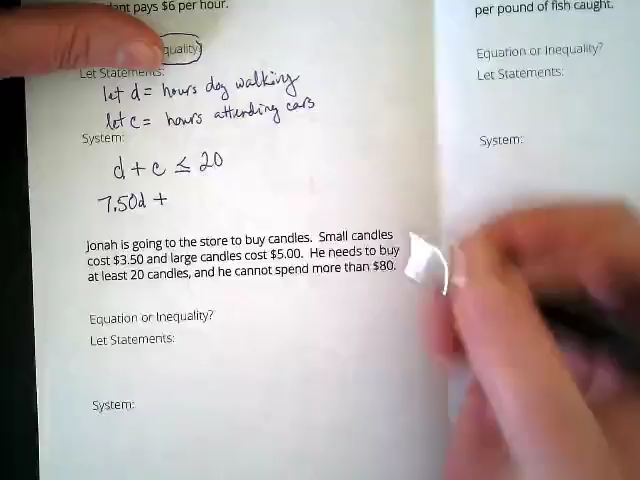 pays $6 per hour.
per pound of fish caught.
quality
Let Statements:
let d = hours dog walking
let c = hours attending cars
System:
d + c ≤ 20
7.50d +
Equation or Inequality?
Let Statements:
System:
Jonah is going to the store to buy candles. Small candles
cost $3.50 and large candles cost $5.00. He needs to buy
at least 20 candles, and he cannot spend more than $80.
Equation or Inequality?
Let Statements:
System: